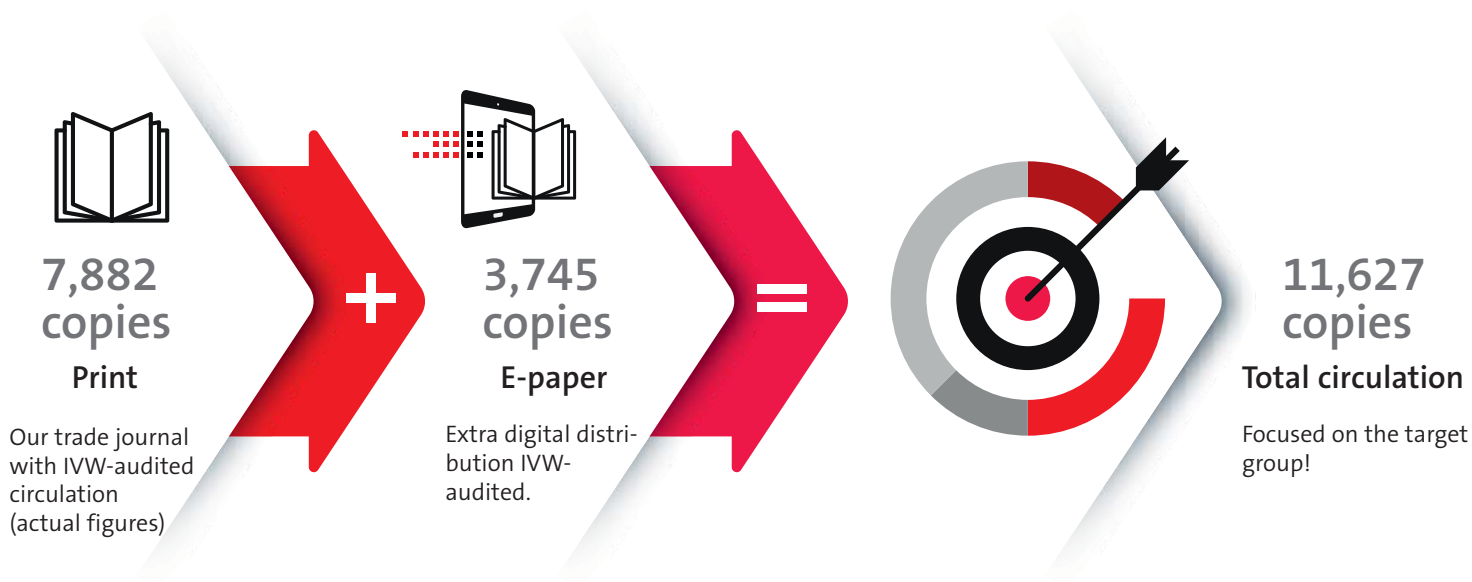 7,882
copies
Print
Our trade journal
with IVW-audited
circulation
(actual figures)
+
3,745
copies
E-paper
Extra digital distri-
bution IVW-
audited.
=
11,627
copies
Total circulation
Focused on the target
group!